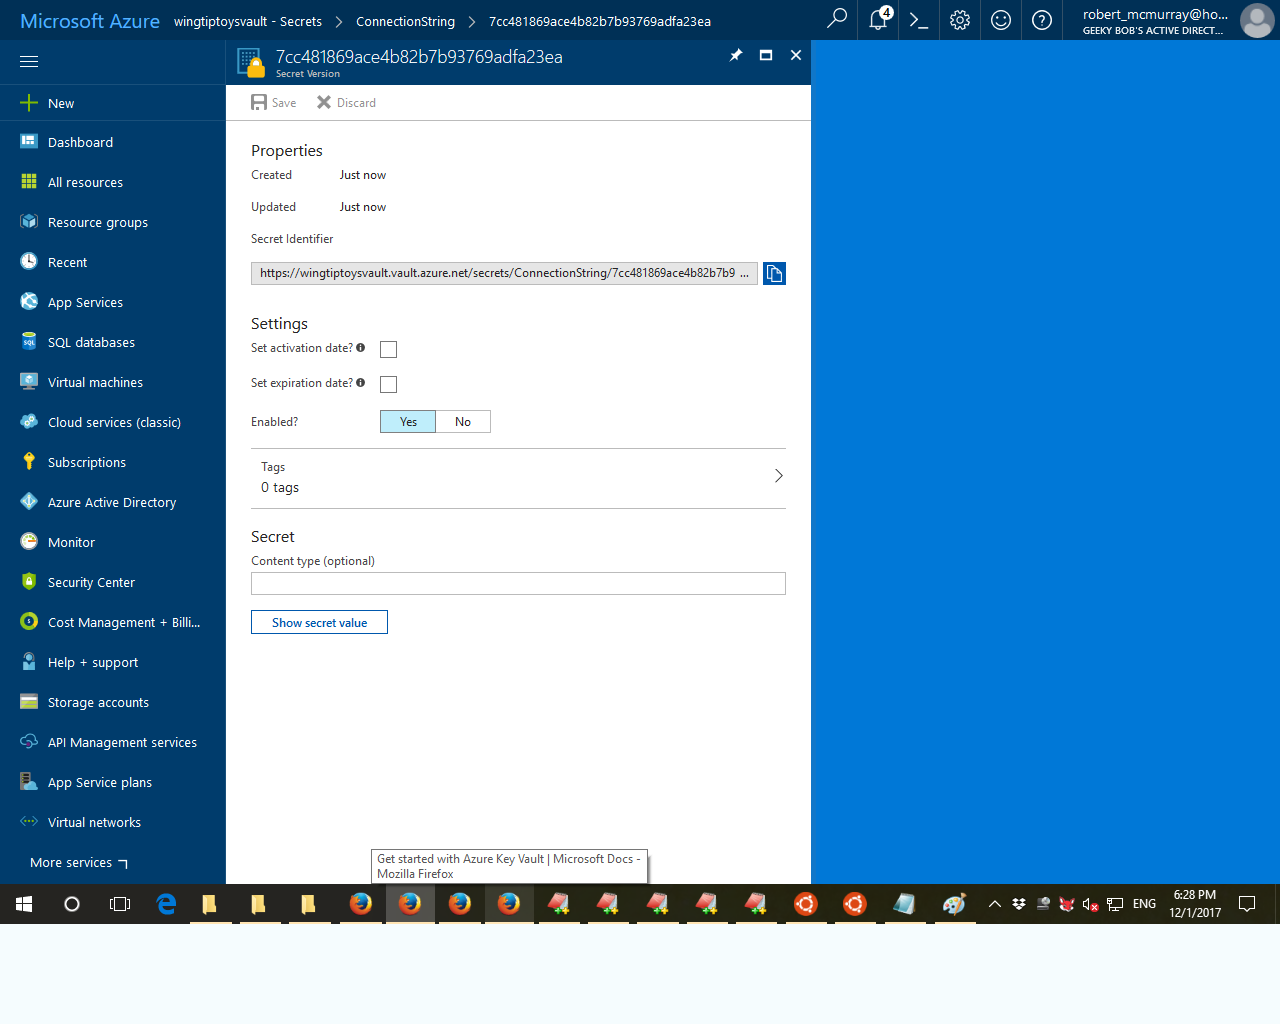 Microsoft Azure wingtiptoysvault - Secrets ConnectionString 7cc481869ace4b82b7b93769adfa23ea
4
robert_mcmurray@ho...
GEEKY BOB'S ACTIVE DIRECT...
7cc481869ace4b82b7b93769adfa23ea
Secret Version
New
Dashboard
All resources
Resource groups
Recent
App Services
SQL databases
Virtual machines
Cloud services (classic)
Subscriptions
Azure Active Directory
Monitor
Security Center
Cost Management + Billi...
Help + support
Storage accounts
API Management services
App Service plans
Virtual networks
More services
Save Discard
Properties
Created Just now
Updated Just now
Secret Identifier
https://wingtiptoysvault.vault.azure.net/secrets/ConnectionString/7cc481869ace4b82b7b9 ...
Settings
Set activation date?
Set expiration date?
Enabled? Yes No
Tags
0 tags
Secret
Content type (optional)
Show secret value
Get started with Azure Key Vault | Microsoft Docs -
Mozilla Firefox
ENG
6:28 PM
12/1/2017